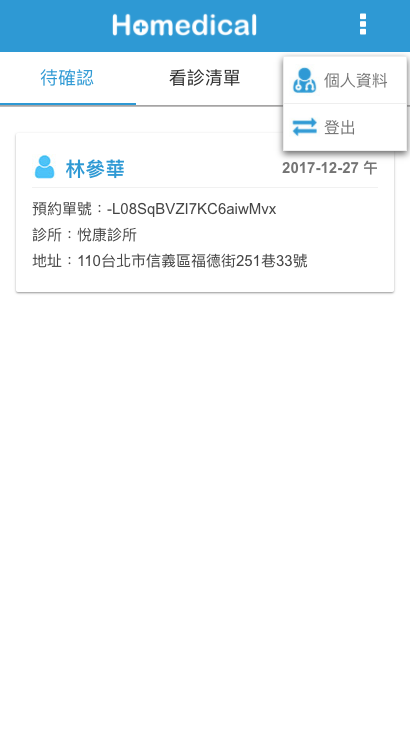 Homedical
待確認
看診清單
個人資料
登出
林參華
2017-12-27 午
預約單號：-L08SqBVZI7KC6aiwMvx
診所：悅康診所
地址：110台北市信義區福德街251巷33號